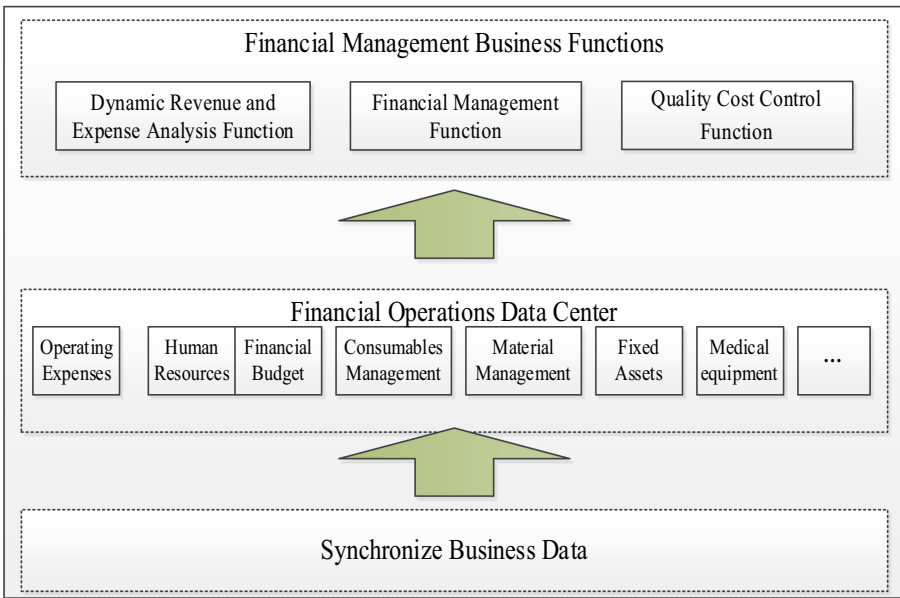 Financial Management Business Functions
Dynamic Revenue and
Expense Analysis Function
Financial Management
Function
Quality Cost Control
Function
Financial Operations Data Center
Operating
Expenses
Human
Resources
Financial
Budget
Consumables
Management
Material
Management
Fixed
Assets
Medical
equipment
...
Synchronize Business Data